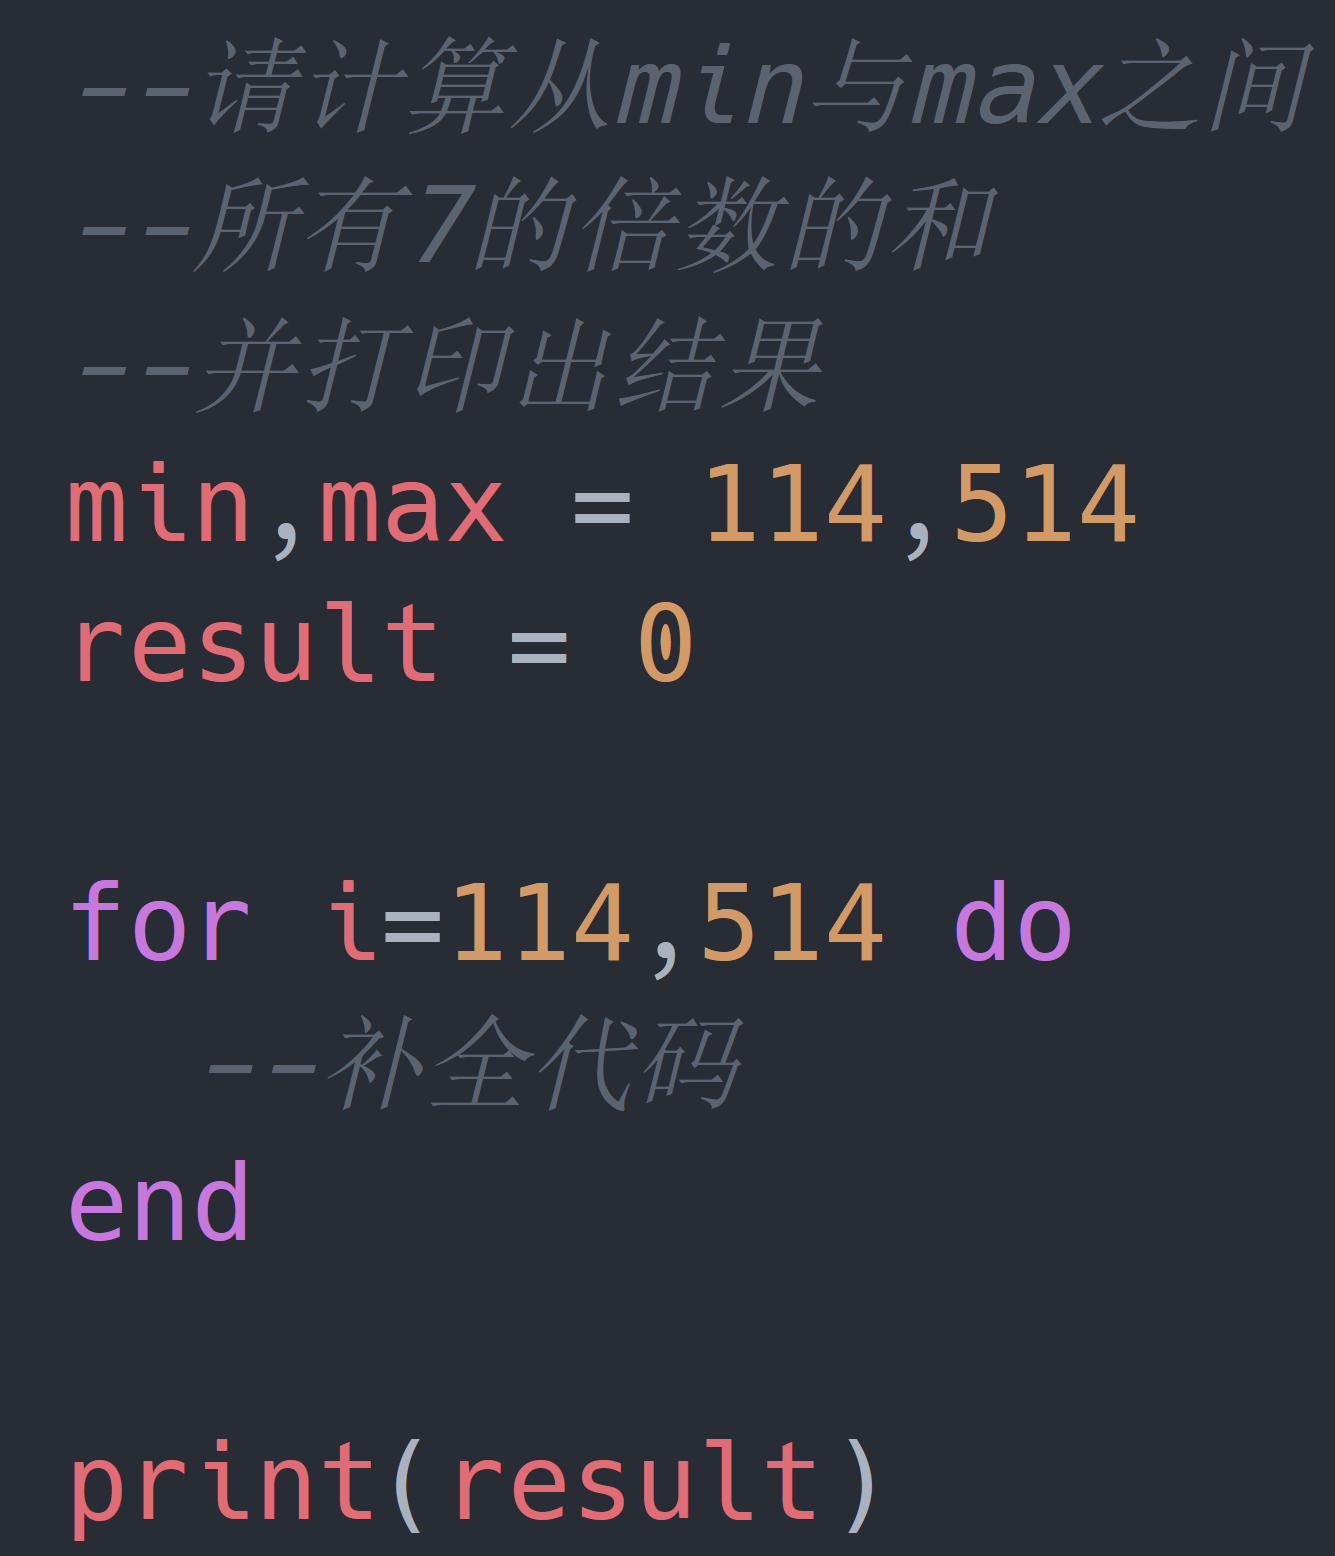 --请计算从min与max之间
--所有7的倍数的和
--并打印出结果
min,max = 114,514
result = 0
for i=114,514 do
--补全代码
end
print(result)